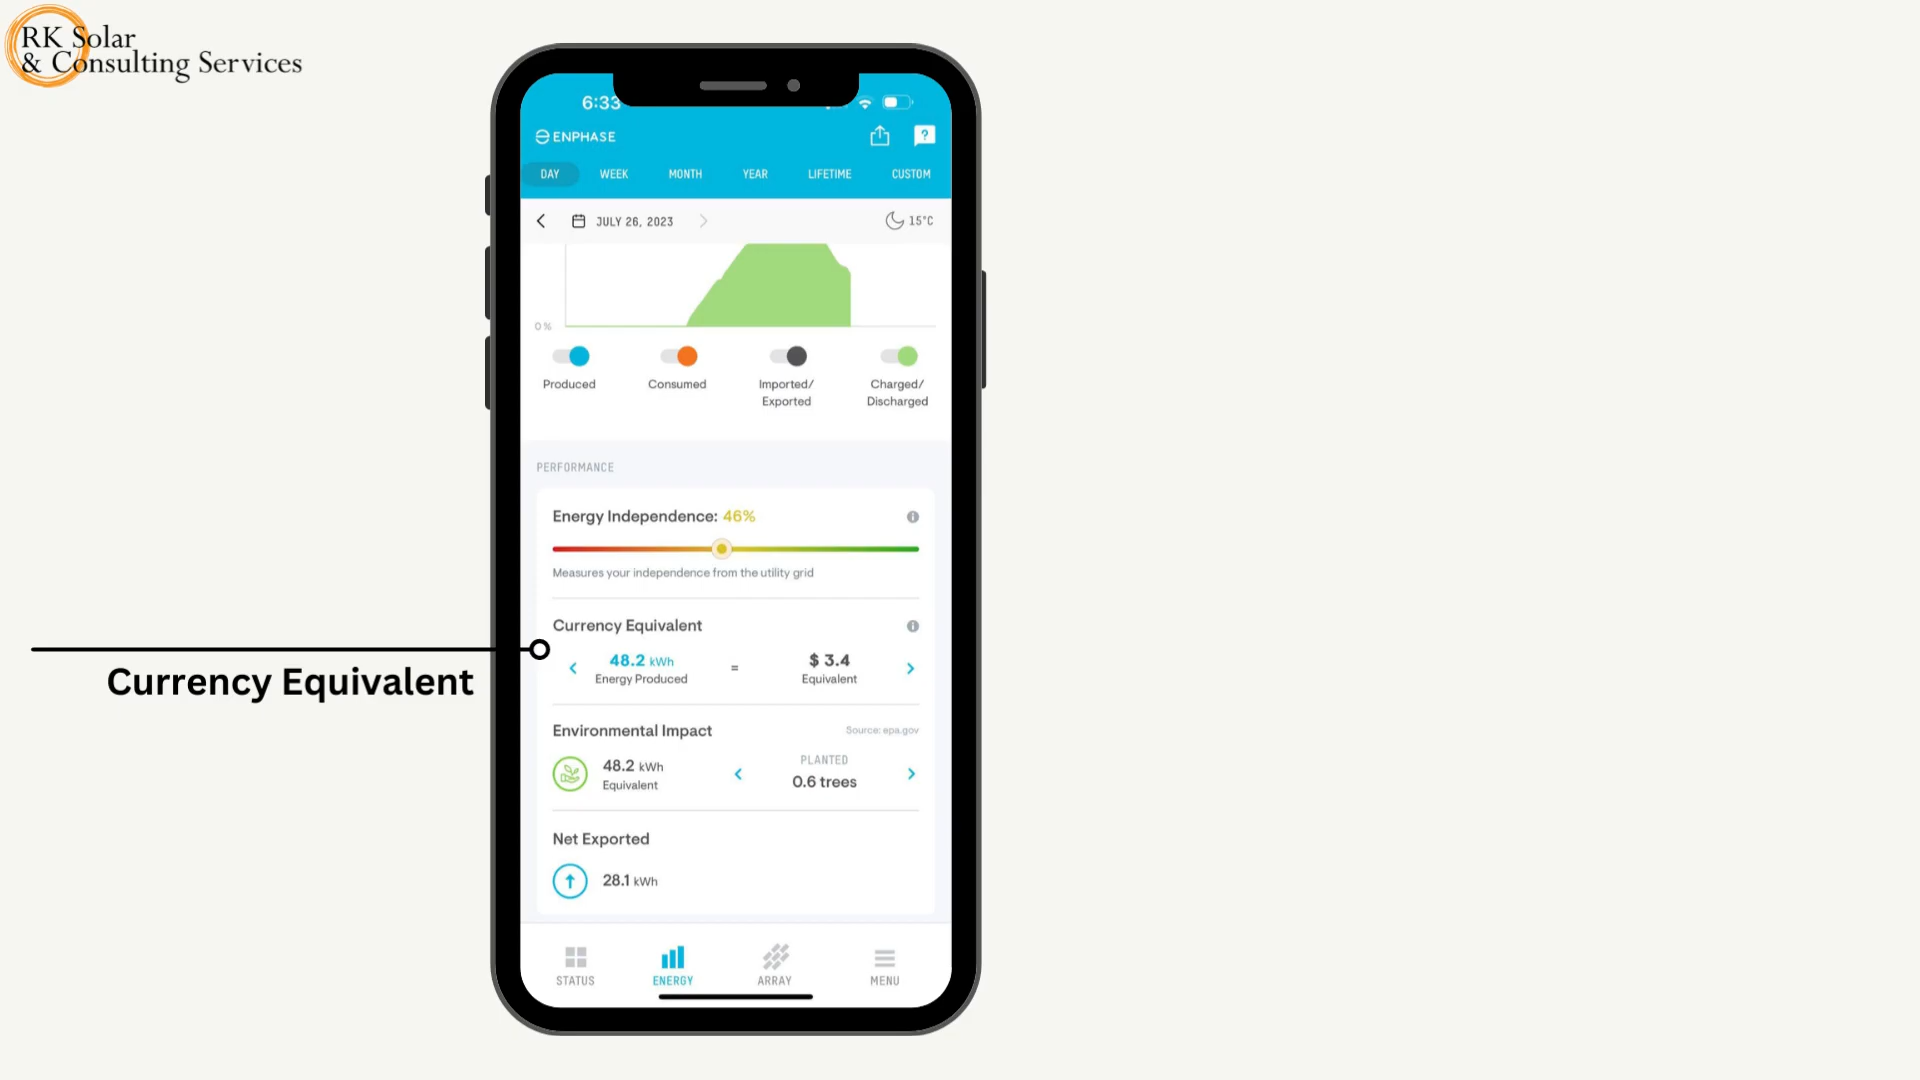 RK Solar
& Consulting Services
6:33
ENPHASE
?
DAY WEEK MONTH YEAR LIFETIME CUSTOM
JULY 26, 2023
15°C
0%
Produced
Consumed
Imported/
Exported
Charged/
Discharged
PERFORMANCE
Energy Independence: 46%
Measures your independence from the utility grid
Currency Equivalent
48.2 kWh
Energy Produced
=
$ 3.4
Equivalent
Currency Equivalent
Environmental Impact
Source: epa.gov
48.2 kWh
Equivalent
PLANTED
0.6 trees
Net Exported
28.1 kWh
STATUS ENERGY ARRAY MENU